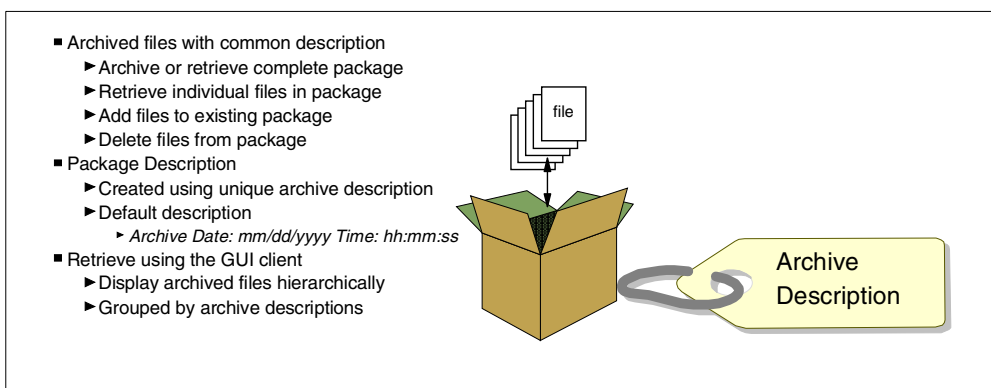 Archived files with common description
Archive or retrieve complete package
Retrieve individual files in package
Add files to existing package
Delete files from package
Package Description
Created using unique archive description
Default description
Archive Date: mm/dd/yyyy Time: hh:mm:ss
Retrieve using the GUI client
Display archived files hierarchically
Grouped by archive descriptions
file
Archive
Description